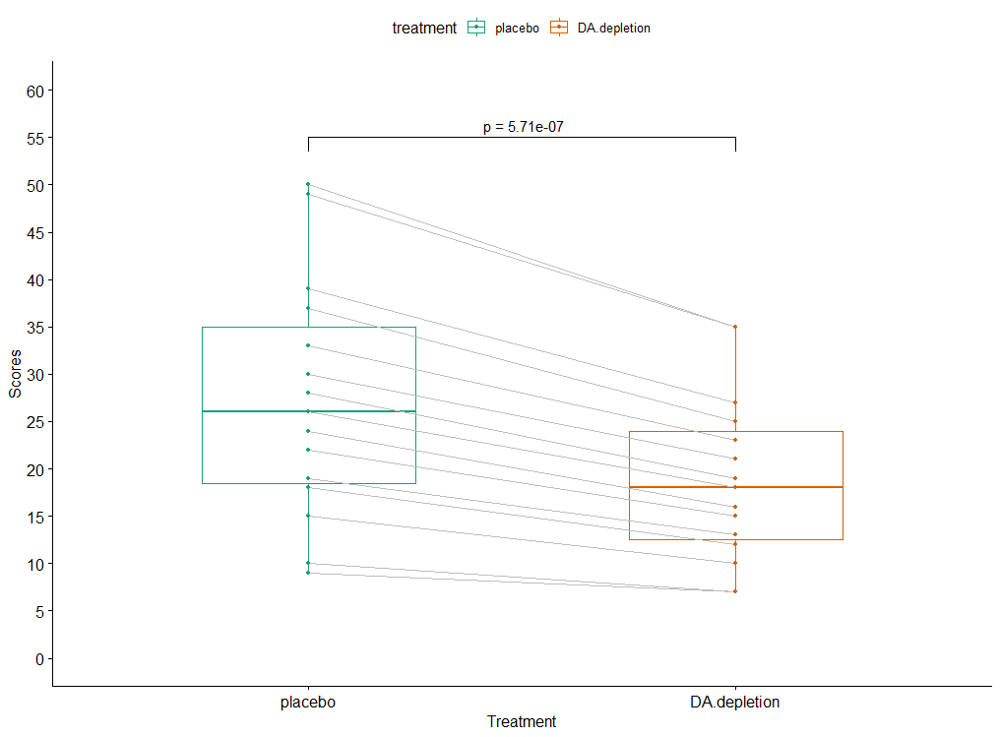 treatment placebo DA.depletion
60
p = 5.71e-07
55
50
45
40
35
30
25
20
15
10
5
0
Scores
placebo DA.depletion
Treatment